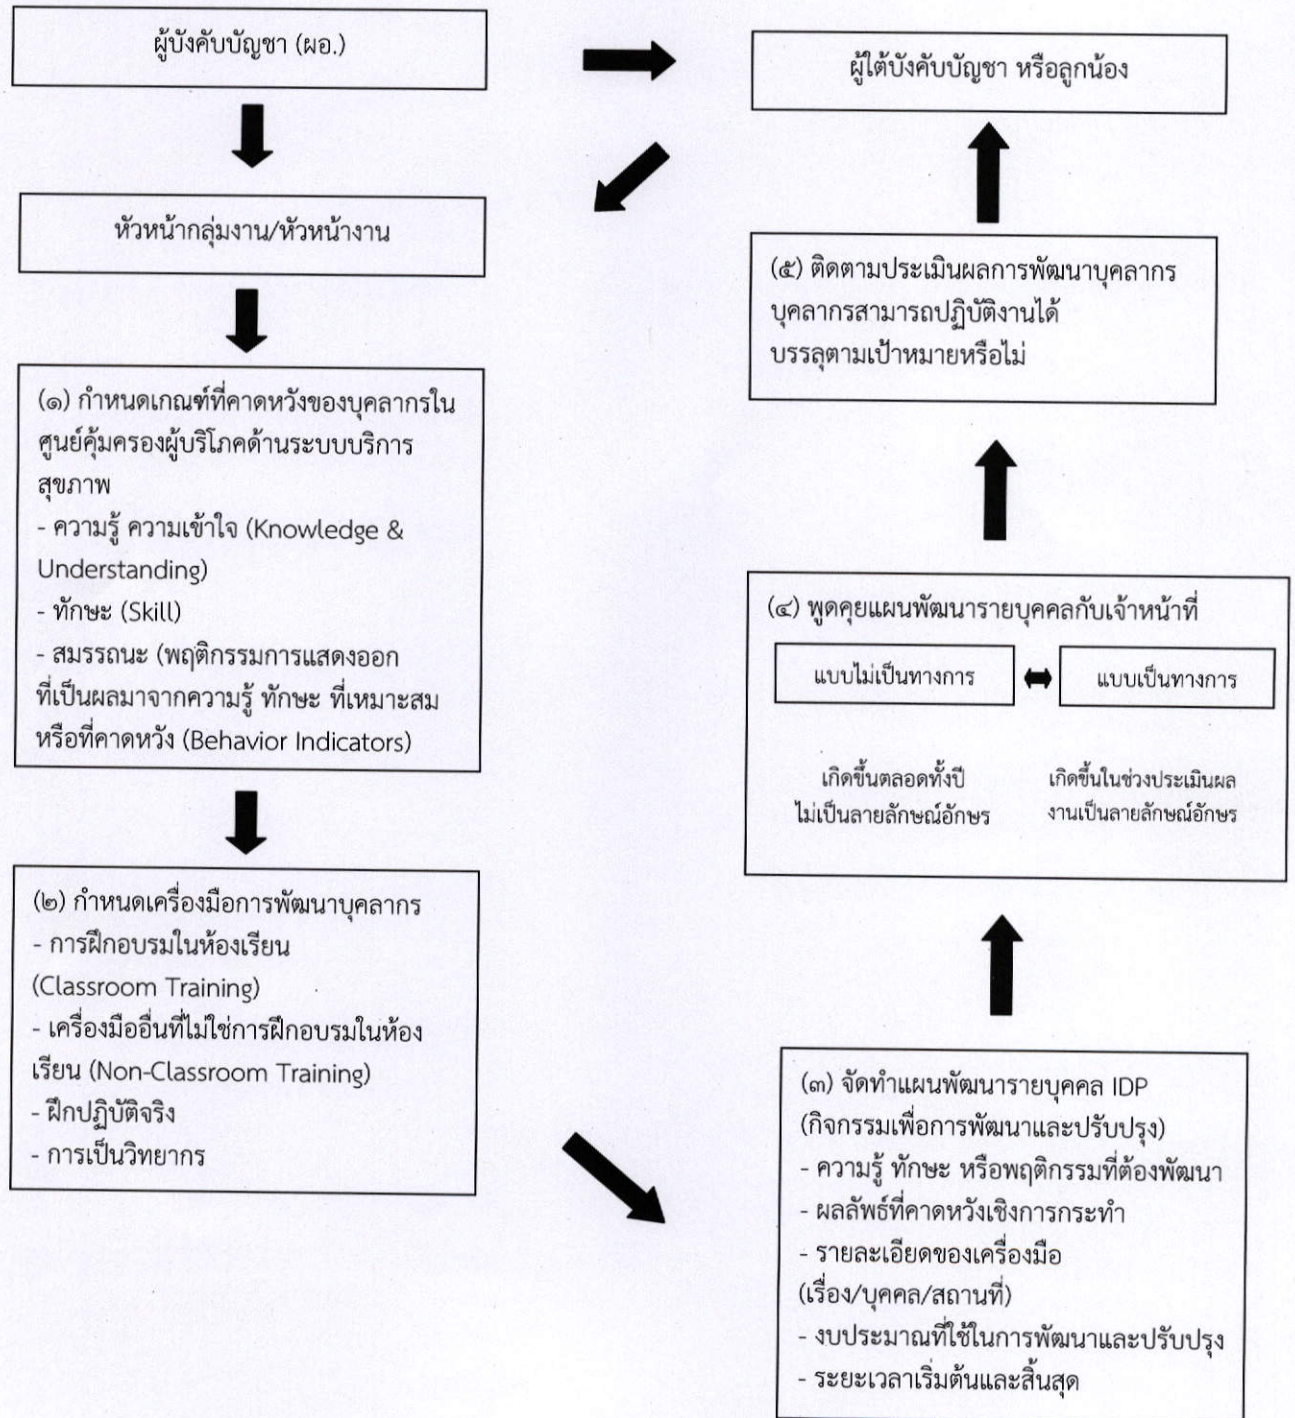 ผู้บังคับบัญชา (ผอ.)
ผู้ใต้บังคับบัญชา หรือลูกน้อง
หัวหน้ากลุ่มงาน/หัวหน้างาน
(๑) กำหนดเกณฑ์ที่คาดหวังของบุคลากรใน
ศูนย์คุ้มครองผู้บริโภคด้านระบบบริการ
สุขภาพ
- ความรู้ ความเข้าใจ (Knowledge &
Understanding)
- ทักษะ (Skill)
- สมรรถนะ (พฤติกรรมการแสดงออก
ที่เป็นผลมาจากความรู้ ทักษะ ที่เหมาะสม
หรือที่คาดหวัง (Behavior Indicators)
(๒) กำหนดเครื่องมือการพัฒนาบุคลากร
- การฝึกอบรมในห้องเรียน
(Classroom Training)
- เครื่องมืออื่นที่ไม่ใช่การฝึกอบรมในห้อง
เรียน (Non-Classroom Training)
- ฝึกปฏิบัติจริง
- การเป็นวิทยากร
(๓) จัดทำแผนพัฒนารายบุคคล IDP
(กิจกรรมเพื่อการพัฒนาและปรับปรุง)
- ความรู้ ทักษะ หรือพฤติกรรมที่ต้องพัฒนา
- ผลลัพธ์ที่คาดหวังเชิงการกระทำ
- รายละเอียดของเครื่องมือ
(เรื่อง/บุคคล/สถานที่)
- งบประมาณที่ใช้ในการพัฒนาและปรับปรุง
- ระยะเวลาเริ่มต้นและสิ้นสุด
(๔) พูดคุยแผนพัฒนารายบุคคลกับเจ้าหน้าที่
แบบไม่เป็นทางการ
แบบเป็นทางการ
เกิดขึ้นตลอดทั้งปี
ไม่เป็นลายลักษณ์อักษร
เกิดขึ้นในช่วงประเมินผล
งานเป็นลายลักษณ์อักษร
(๕) ติดตามประเมินผลการพัฒนาบุคลากร
บุคลากรสามารถปฏิบัติงานได้
บรรลุตามเป้าหมายหรือไม่